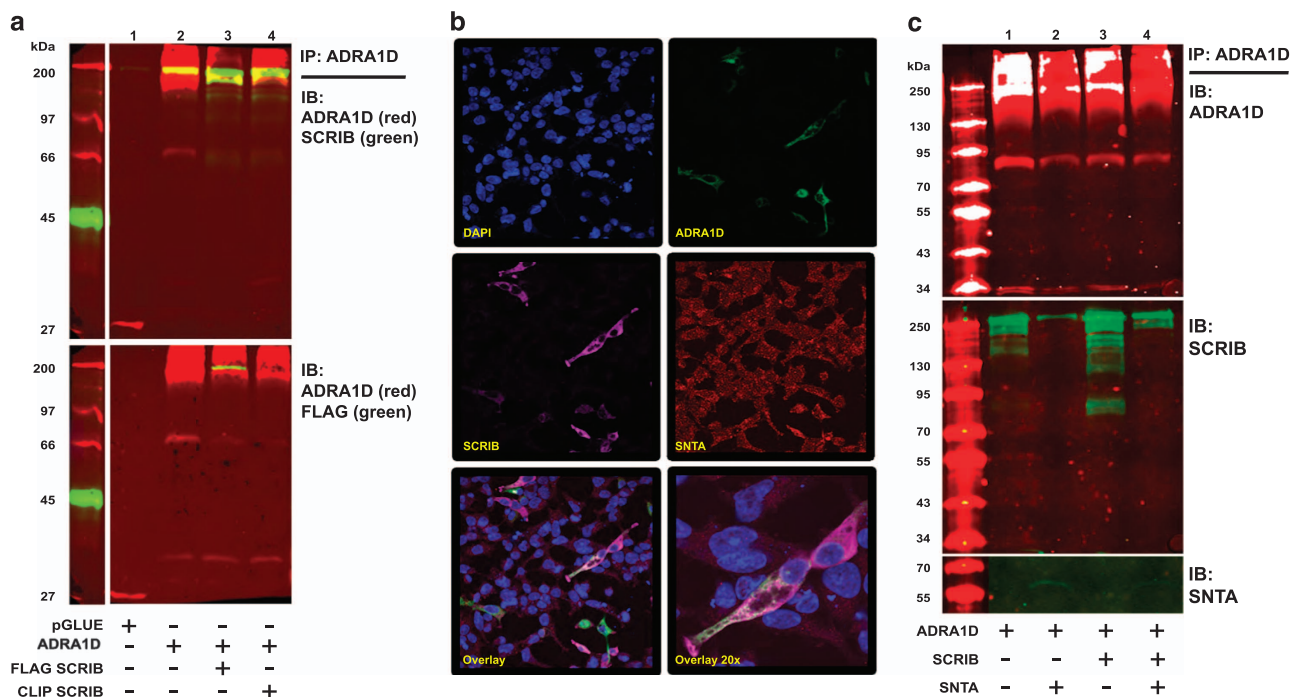 a
1 2 3 4
kDa
IP: ADRA1D
200
IB:
ADRA1D (red)
SCRIB (green)
97
66
45
27
200
IB:
ADRA1D (red)
FLAG (green)
97
66
45
27
pGLUE + - - -
ADRA1D - + + +
FLAG SCRIB - - + -
CLIP SCRIB - - - +
b
DAPI
ADRA1D
SCRIB
SNTA
Overlay
Overlay 20x
c
1 2 3 4
kDa
IP: ADRA1D
250
IB:
ADRA1D
130
95
70
55
43
34
250
IB:
SCRIB
130
95
70
55
43
34
70
IB:
SNTA
55
ADRA1D + + + +
SCRIB - - + +
SNTA - + - +